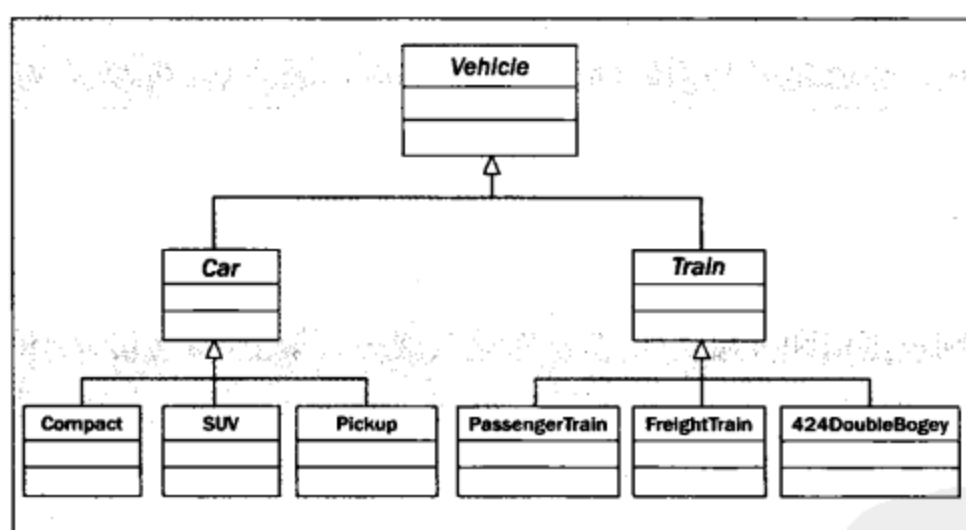 Vehicle
Car
Train
Compact
SUV
Pickup
PassengerTrain
FreightTrain
424DoubleBogey